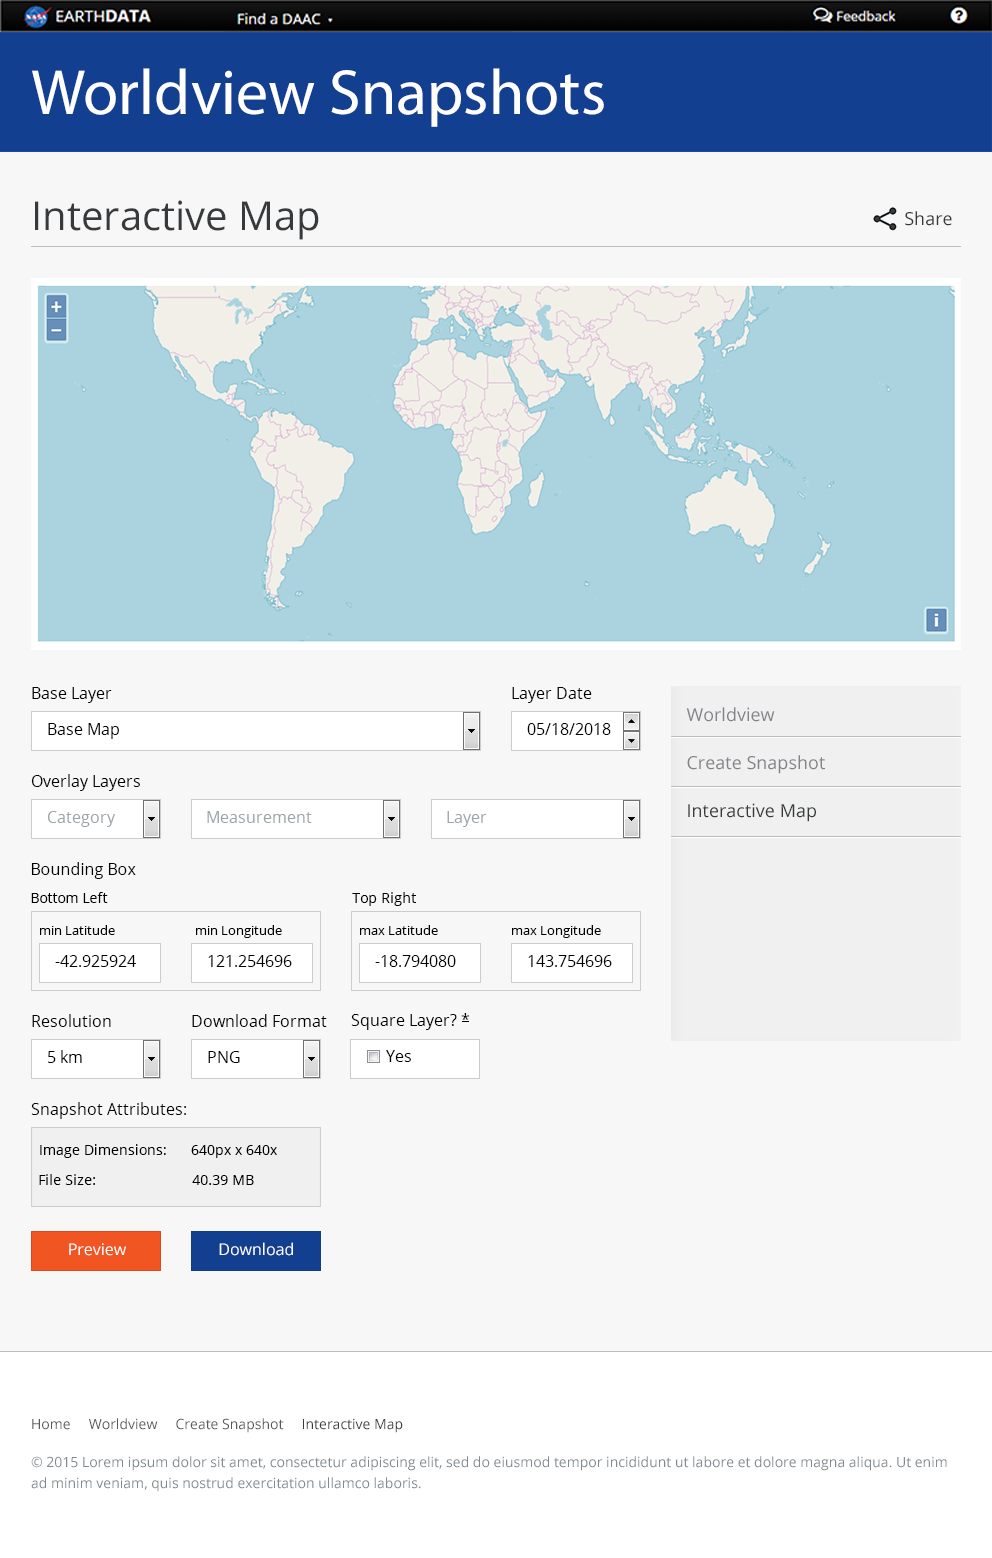 EARTHDATA Find a DAAC Feedback ?
Worldview Snapshots
Interactive Map
Share
+
−
i
Base Layer
Base Map
Layer Date
05/18/2018
Overlay Layers
Category Measurement Layer
Bounding Box
Bottom Left
min Latitude min Longitude
-42.925924 121.254696
Top Right
max Latitude max Longitude
-18.794080 143.754696
Resolution
5 km
Download Format
PNG
Square Layer? *
Yes
Snapshot Attributes:
Image Dimensions: 640px x 640x
File Size: 40.39 MB
Preview Download
Worldview
Create Snapshot
Interactive Map
Home Worldview Create Snapshot Interactive Map
© 2015 Lorem ipsum dolor sit amet, consectetur adipiscing elit, sed do eiusmod tempor incididunt ut labore et dolore magna aliqua. Ut enim
ad minim veniam, quis nostrud exercitation ullamco laboris.